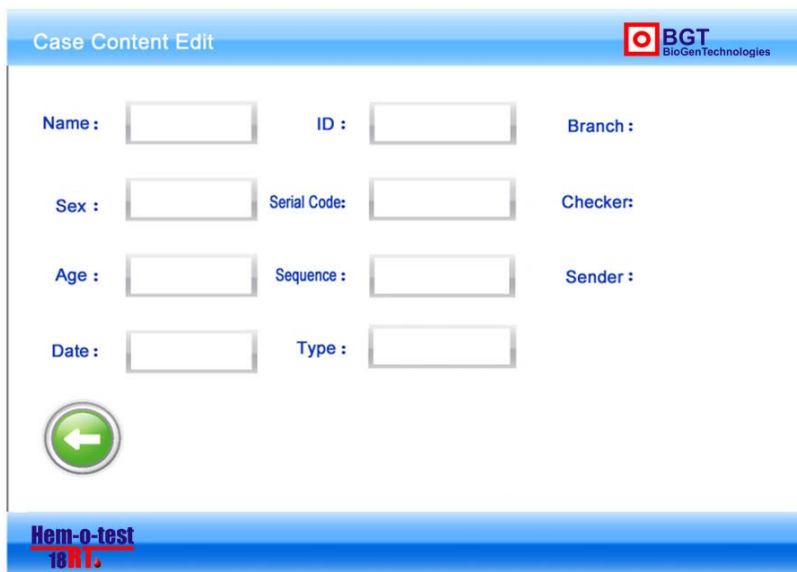 Case Content Edit
BGT
BioGenTechnologies
Name :
ID :
Branch :
Sex :
Serial Code:
Checker:
Age :
Sequence :
Sender :
Date :
Type :
Hem-o-test
18RT